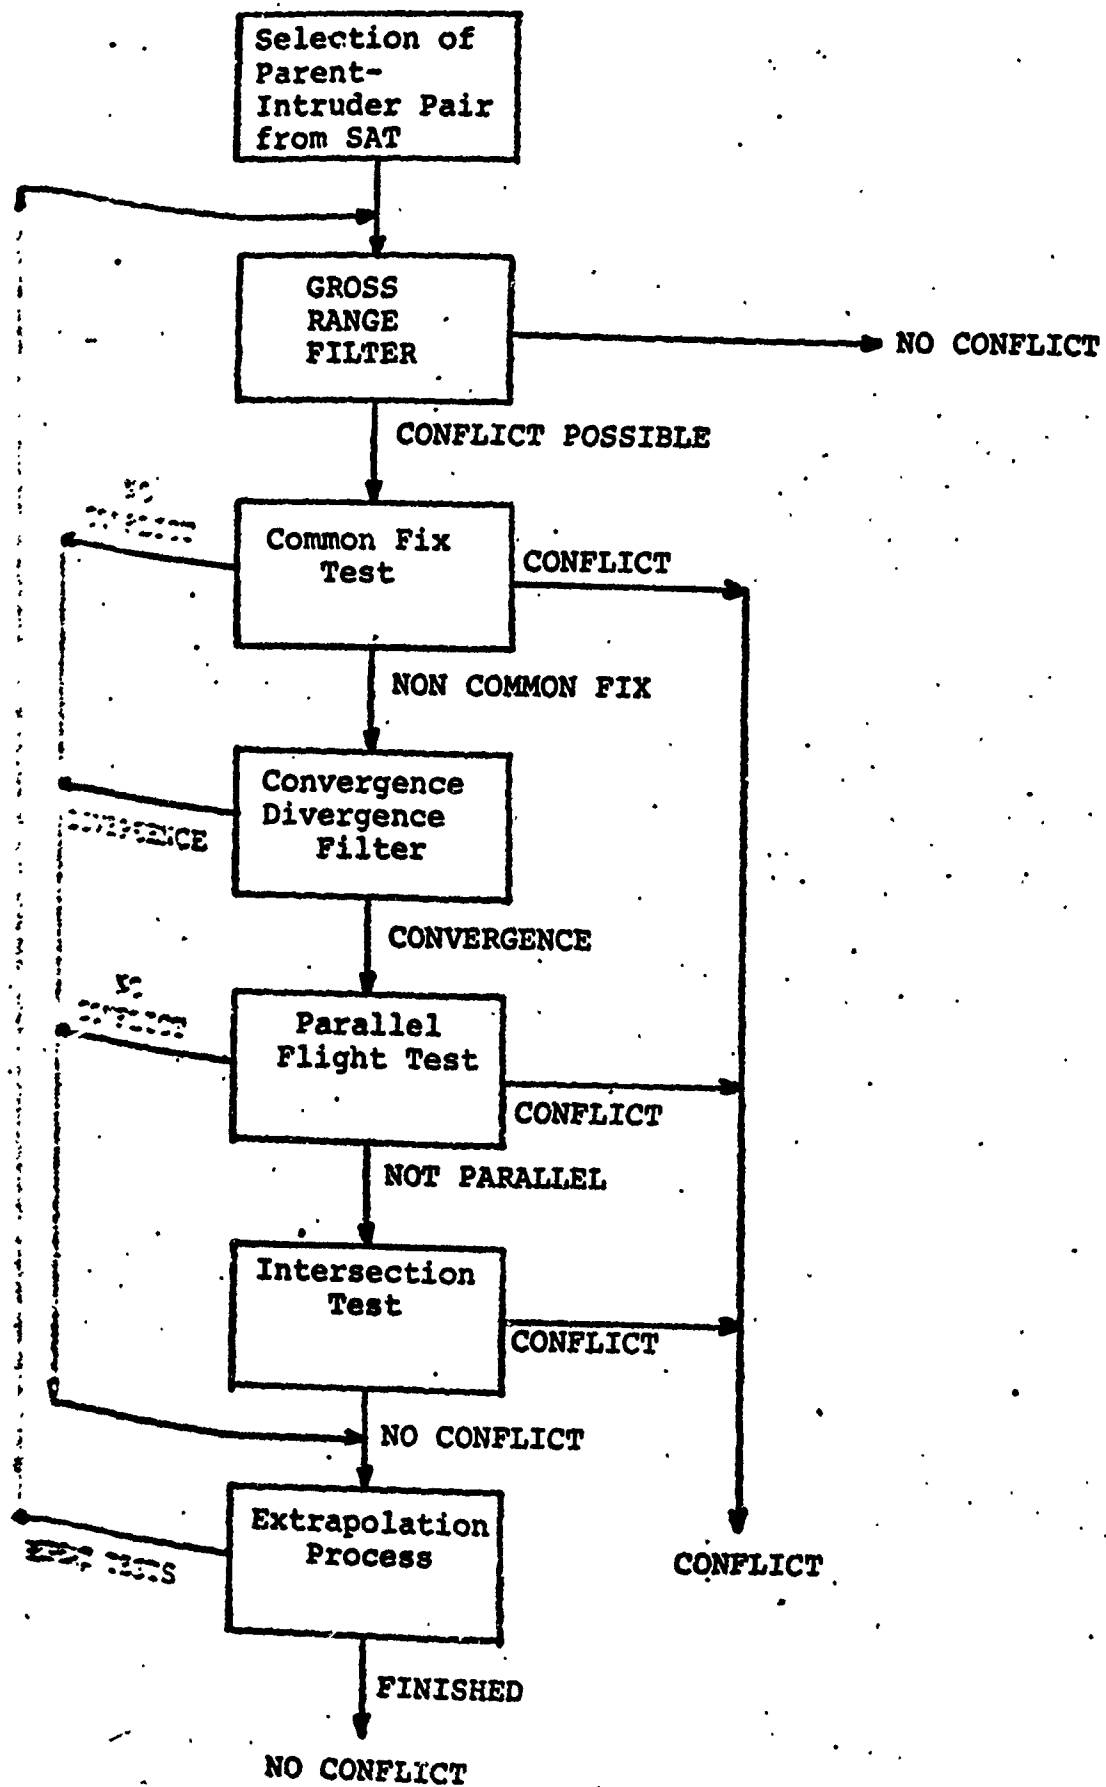 Selection of
Parent-
Intruder Pair
from SAT
GROSS
RANGE
FILTER
NO CONFLICT
CONFLICT POSSIBLE
Common Fix
Test
CONFLICT
NON COMMON FIX
Convergence
Divergence
Filter
CONVERGENCE
Parallel
Flight Test
CONFLICT
NOT PARALLEL
Intersection
Test
CONFLICT
NO CONFLICT
Extrapolation
Process
TESTS
CONFLICT
FINISHED
NO CONFLICT